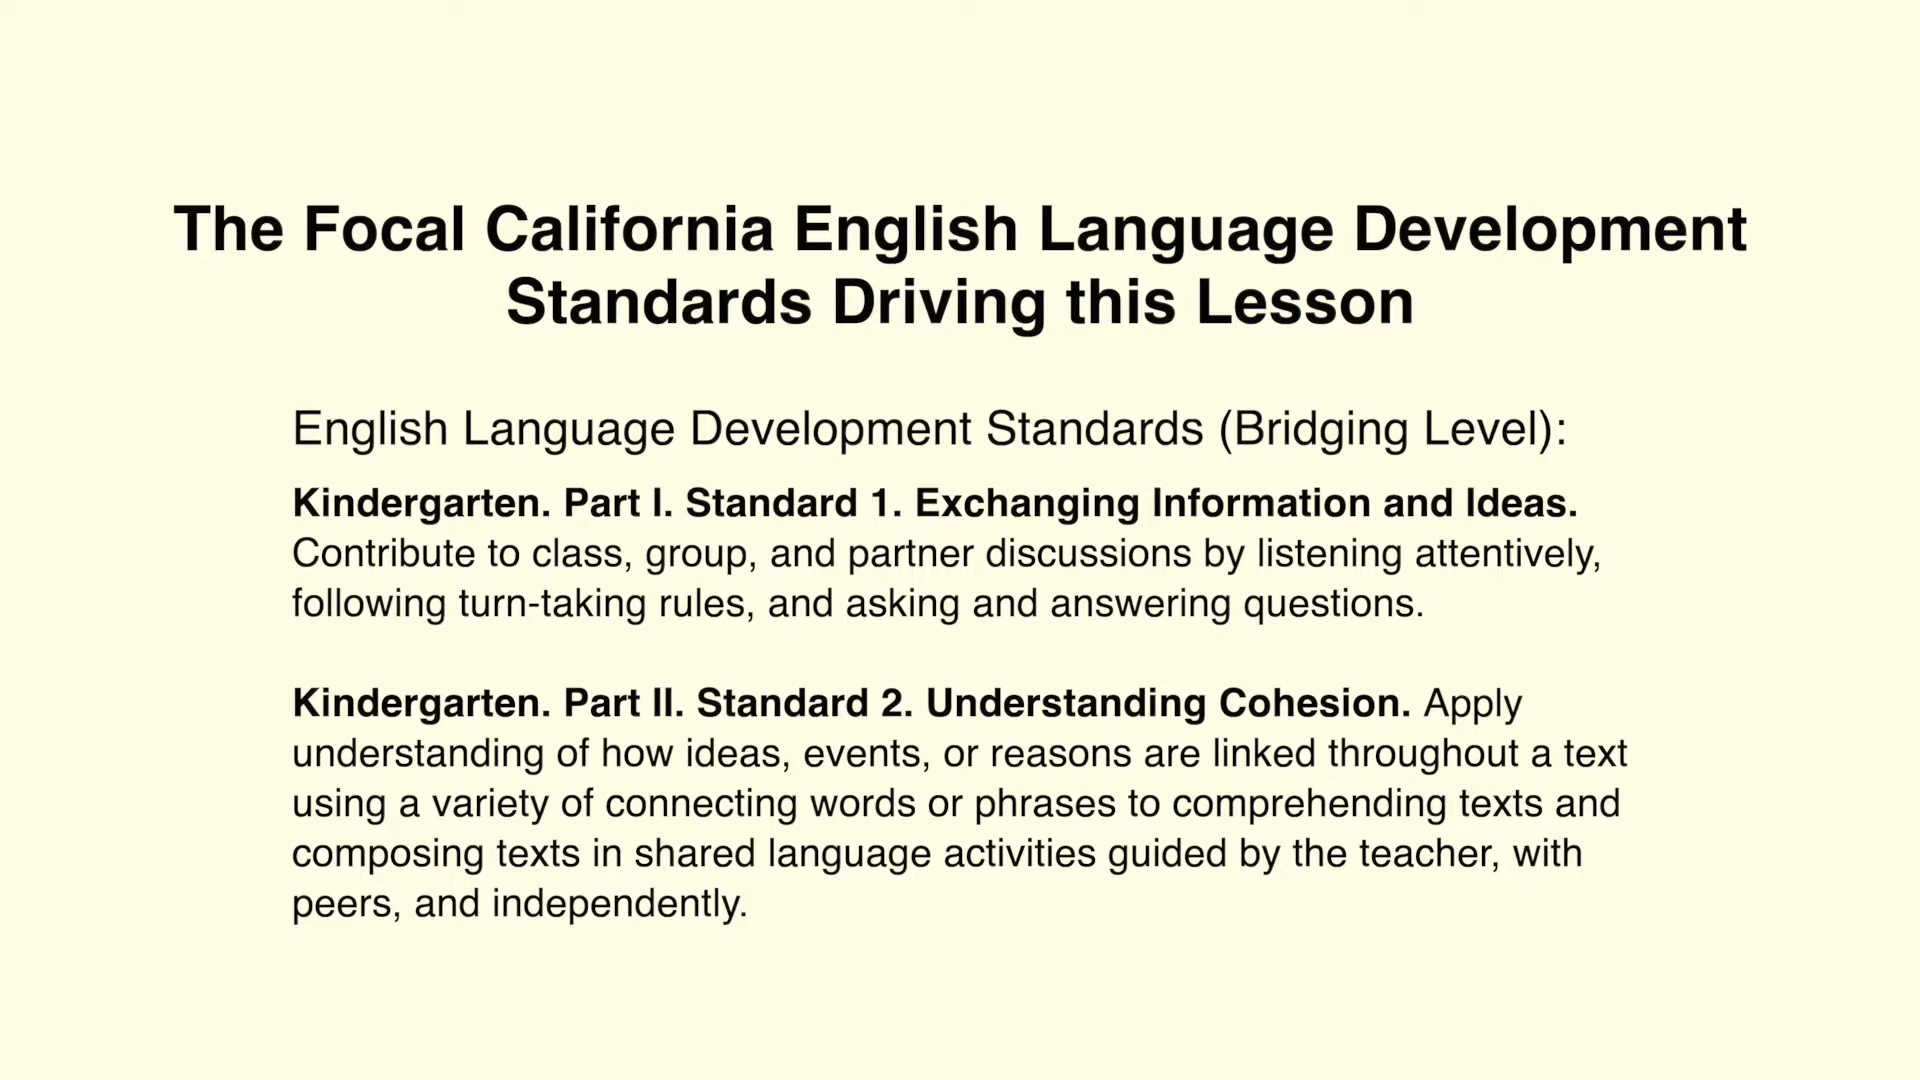 The Focal California English Language Development
Standards Driving this Lesson
English Language Development Standards (Bridging Level):
Kindergarten. Part I. Standard 1. Exchanging Information and Ideas.
Contribute to class, group, and partner discussions by listening attentively,
following turn-taking rules, and asking and answering questions.
Kindergarten. Part II. Standard 2. Understanding Cohesion. Apply
understanding of how ideas, events, or reasons are linked throughout a text
using a variety of connecting words or phrases to comprehending texts and
composing texts in shared language activities guided by the teacher, with
peers, and independently.